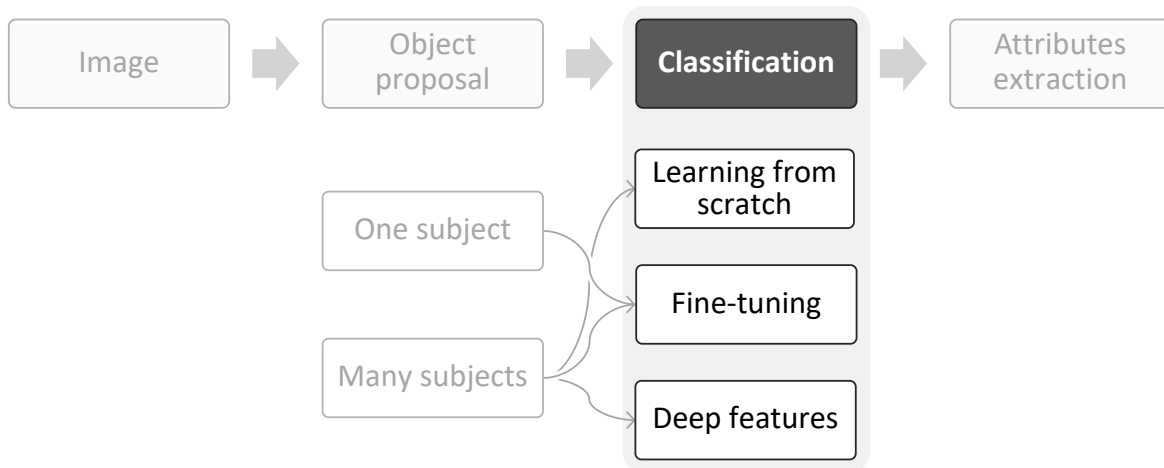 Image
Object
proposal
Classification
Attributes
extraction
Learning from
scratch
One subject
Fine-tuning
Many subjects
Deep features